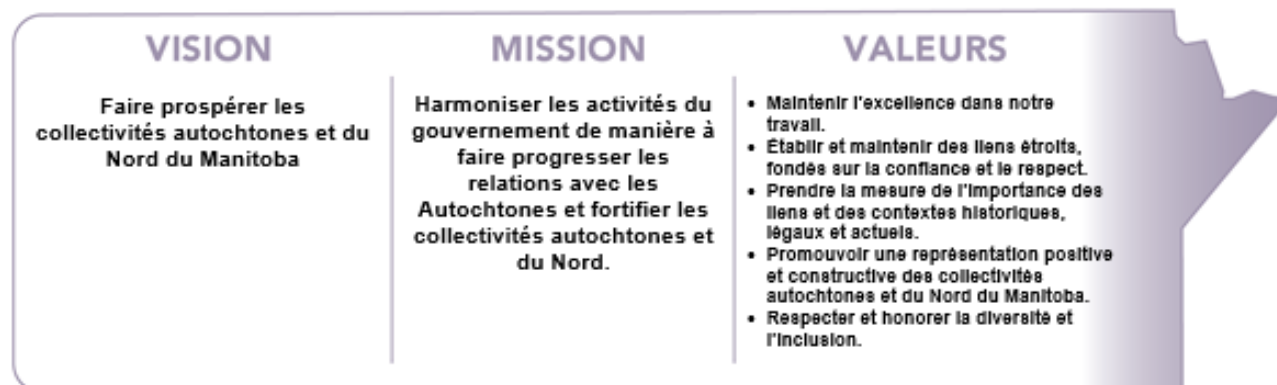 VISION
Faire prospérer les
collectivités autochtones et du
Nord du Manitoba
MISSION
Harmoniser les activités du
gouvernement de manière à
faire progresser les
relations avec les
Autochtones et fortifier les
collectivités autochtones et
du Nord.
VALEURS
• Maintenir l'excellence dans notre
travail.
• Établir et maintenir des liens étroits,
fondés sur la confiance et le respect.
• Prendre la mesure de l'importance des
liens et des contextes historiques,
légaux et actuels.
• Promouvoir une représentation positive
et constructive des collectivités
autochtones et du Nord du Manitoba.
• Respecter et honorer la diversité et
l'inclusion.